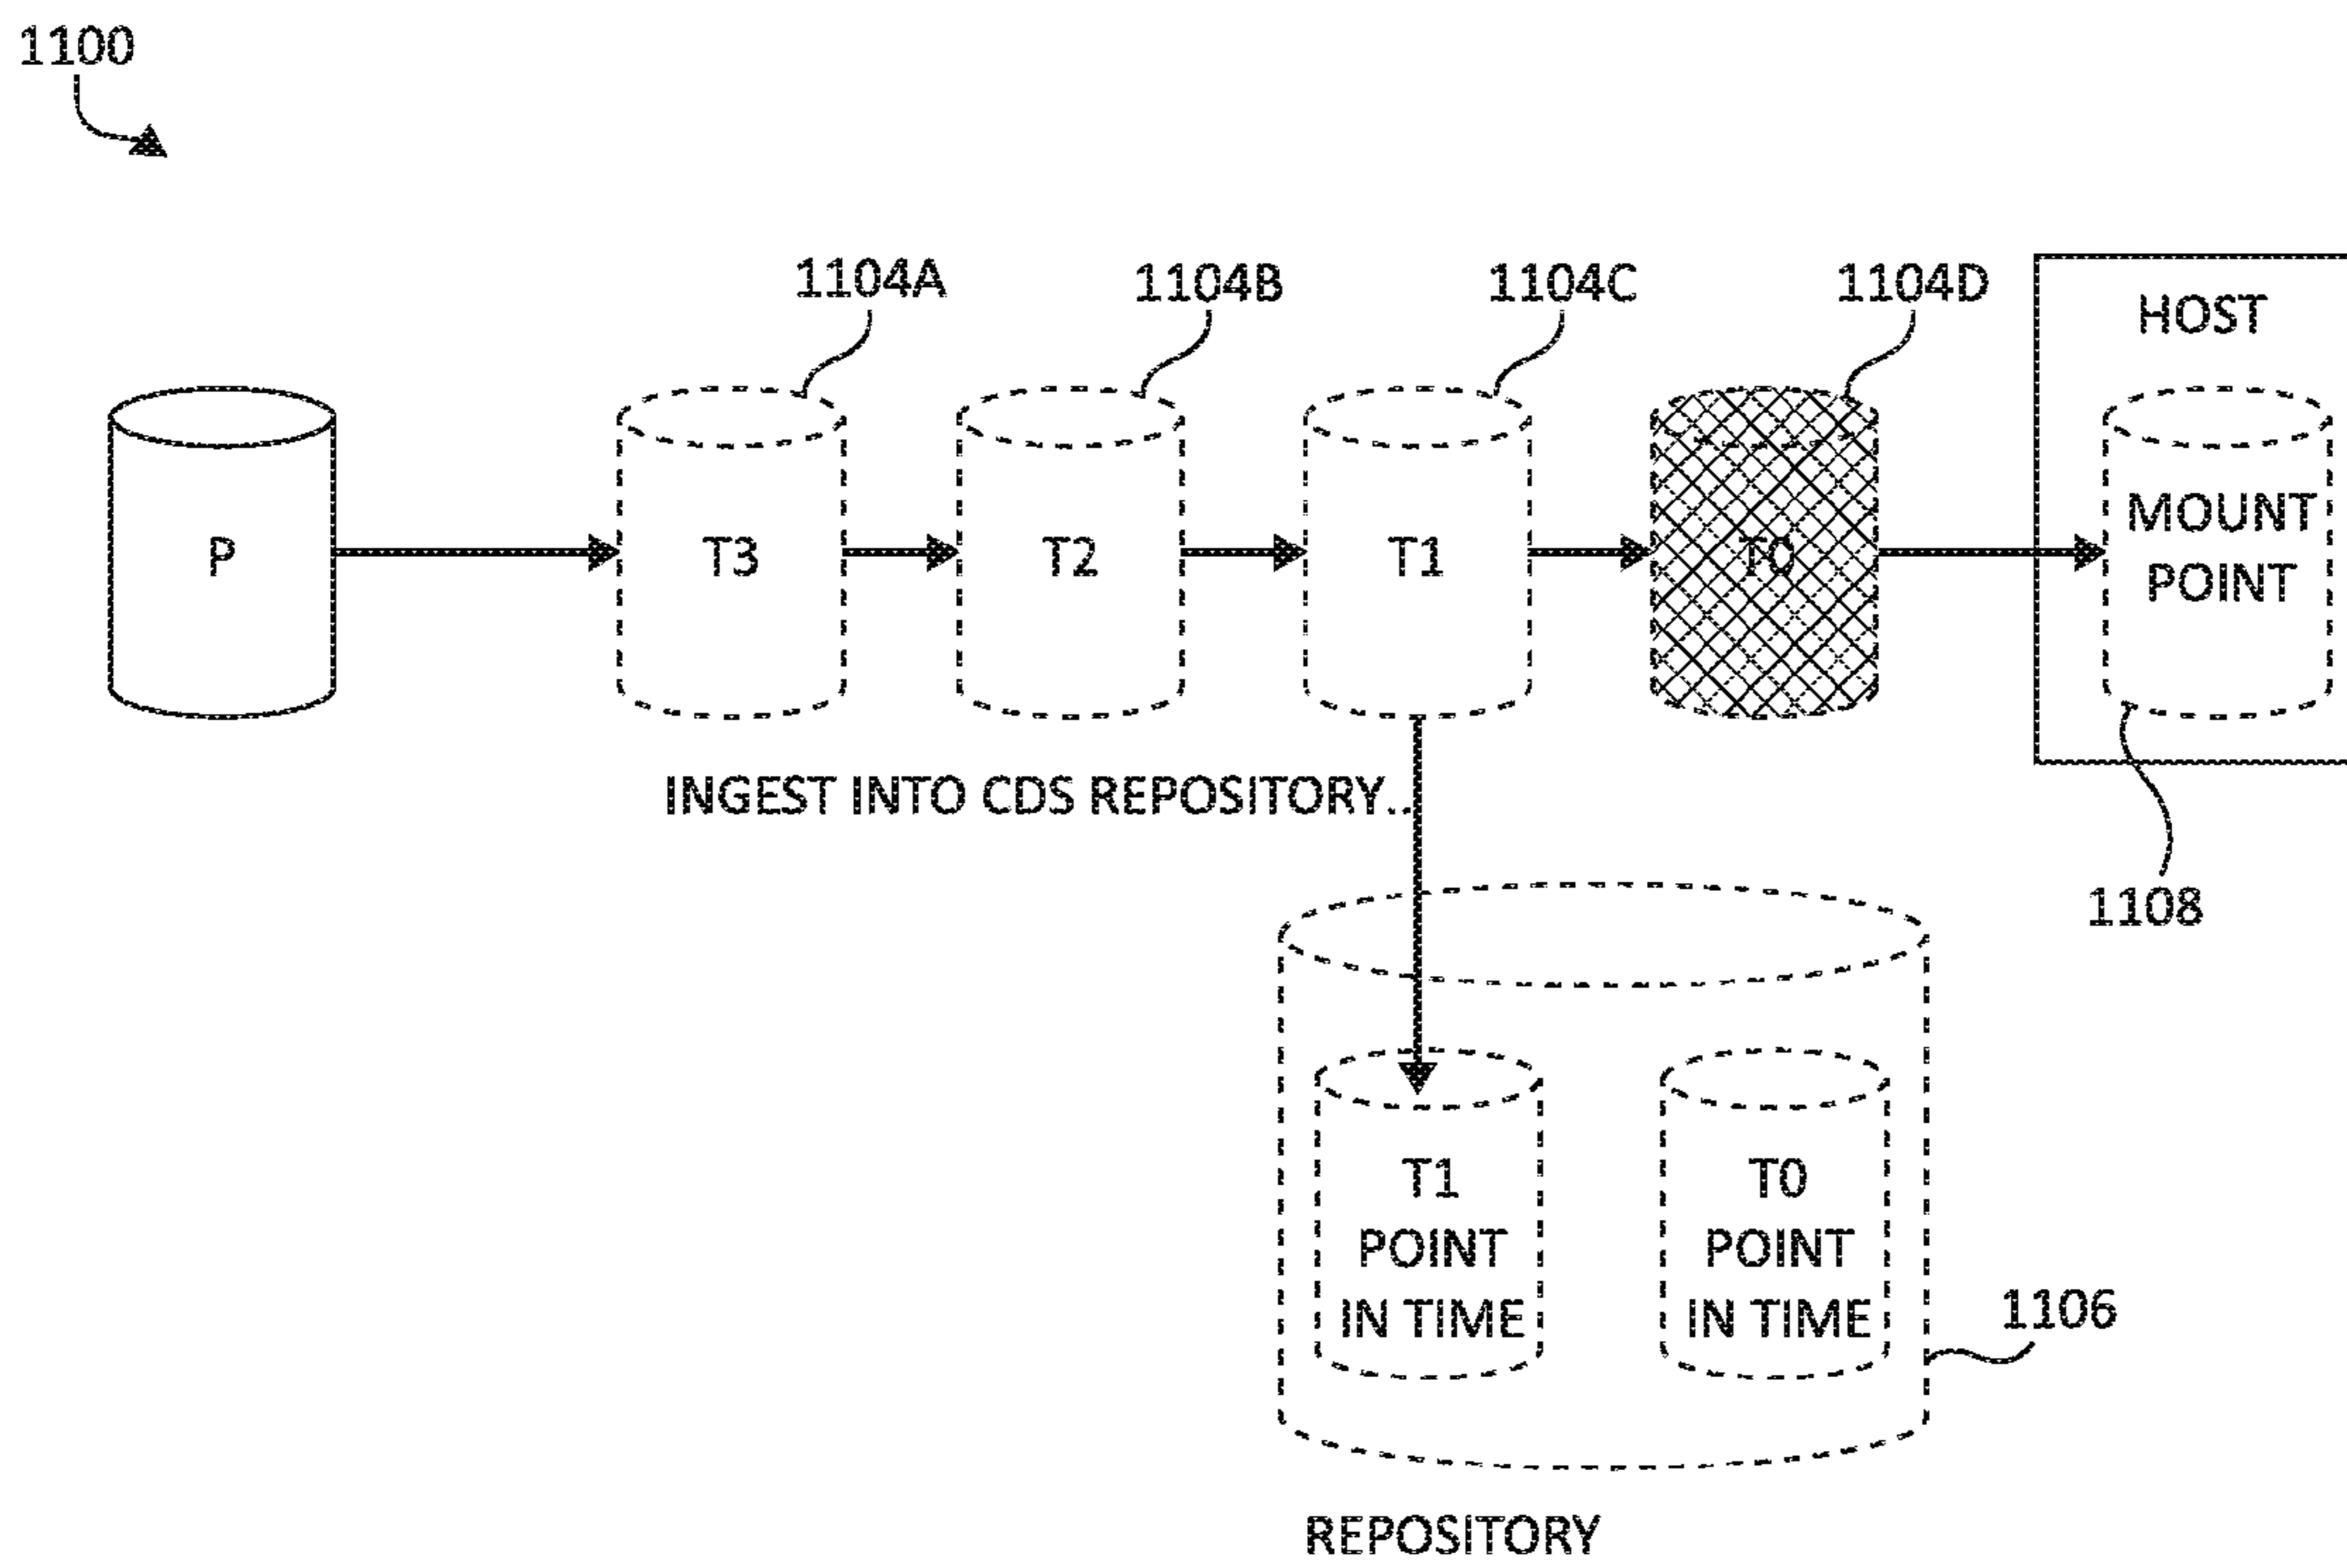 1100
1104A
1104B
1104C
1104D
HOST
P
T3
T2
T1
T0
MOUNT
POINT
INGEST INTO CDS REPOSITORY..
1108
T1
POINT
IN TIME
T0
POINT
IN TIME
1106
REPOSITORY